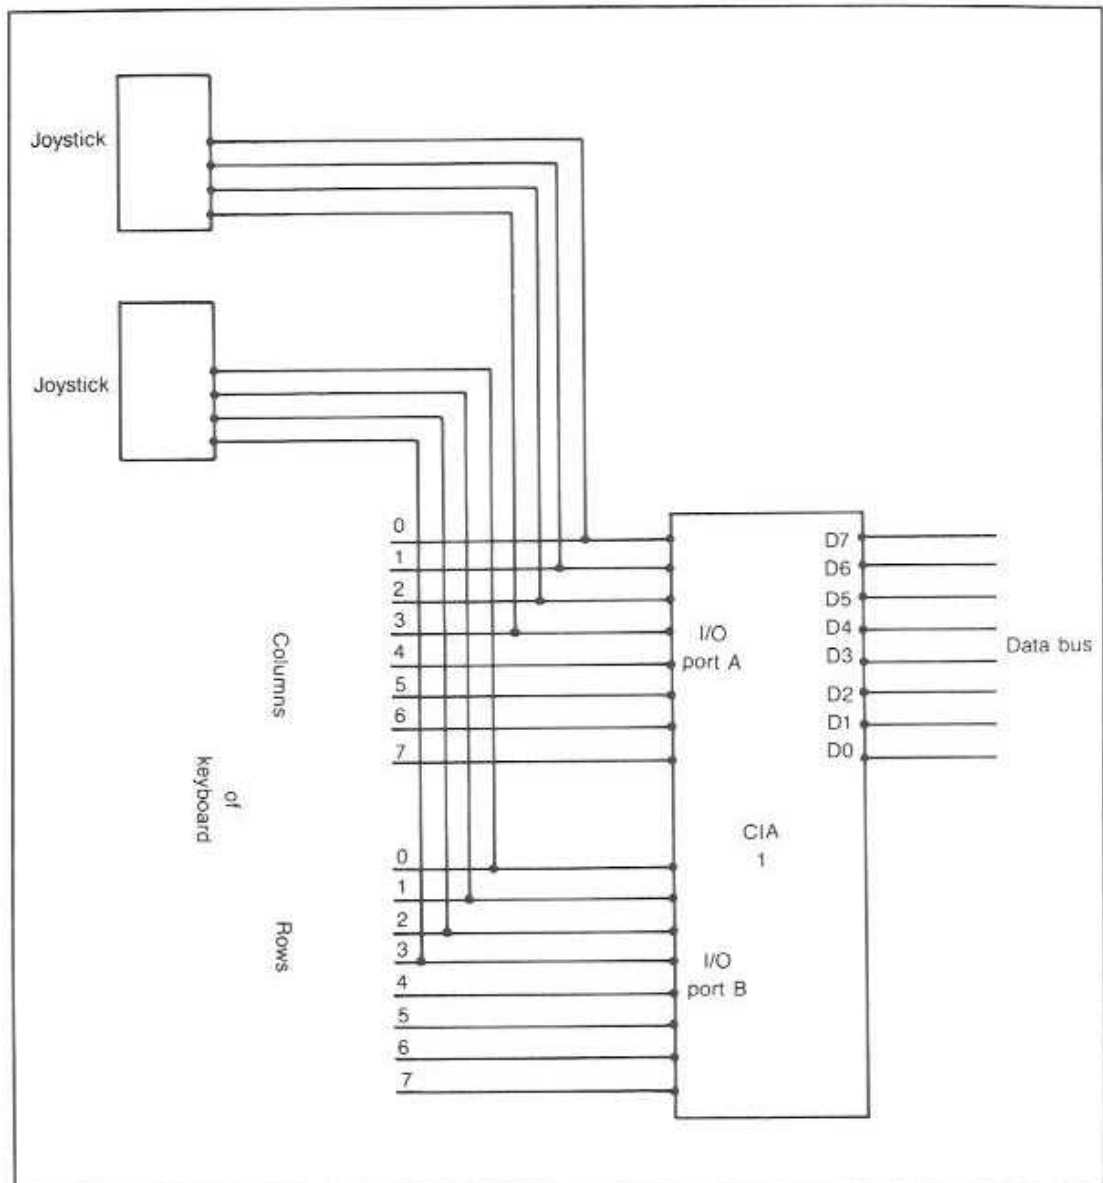 Joystick
Joystick
0
1
2
3
4
5
6
7
Columns
of
keyboard
Rows
0
1
2
3
4
5
6
7
I/O
port A
I/O
port B
CIA
1
D7
D6
D5
D4
D3
D2
D1
D0
Data bus